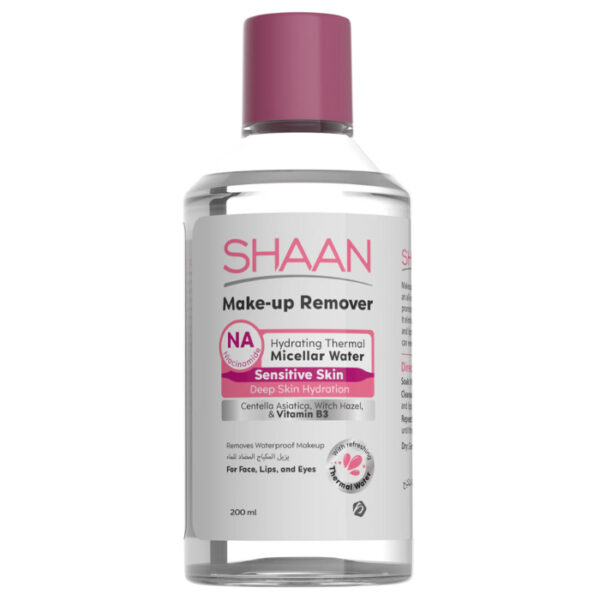 SHAAN
Make-up Remover
NA
Niacinamide
Hydrating Thermal
Micellar Water
Sensitive Skin
Deep Skin Hydration
Centella Asiatica, Witch Hazel,
& Vitamin B3
Removes Waterproof Makeup
يزيل المكياج المضاد للماء
For Face, Lips, and Eyes
With refreshing
Thermal Water
200 ml